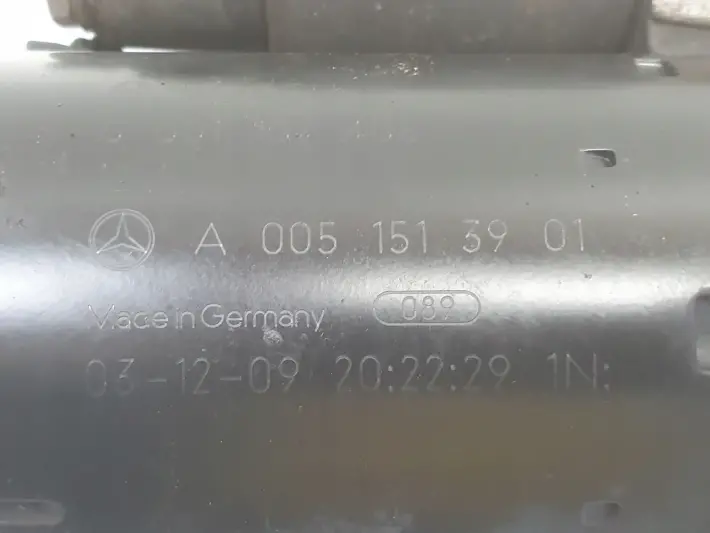 A 005 151 39 01
Made in Germany 089
03-12-09 20:22:29 1N: